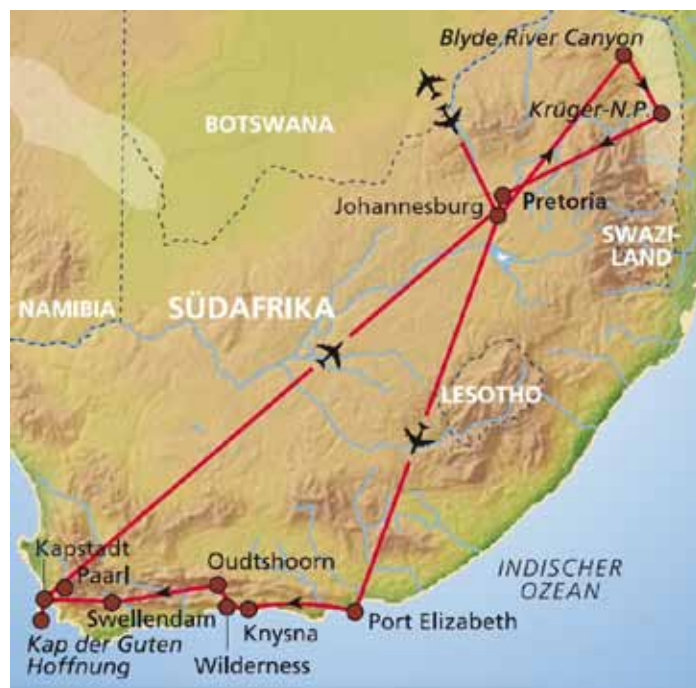 Blyde River Canyon
Krüger-N.P.
BOTSWANA
Johannesburg
Pretoria
SWAZI-
LAND
NAMIBIA
SÜDAFRIKA
LESOTHO
Kapstadt
Paarl
Oudtshoorn
INDISCHER
OZEAN
Swellendam
Port Elizabeth
Knysna
Kap der Guten
Hoffnung
Wilderness